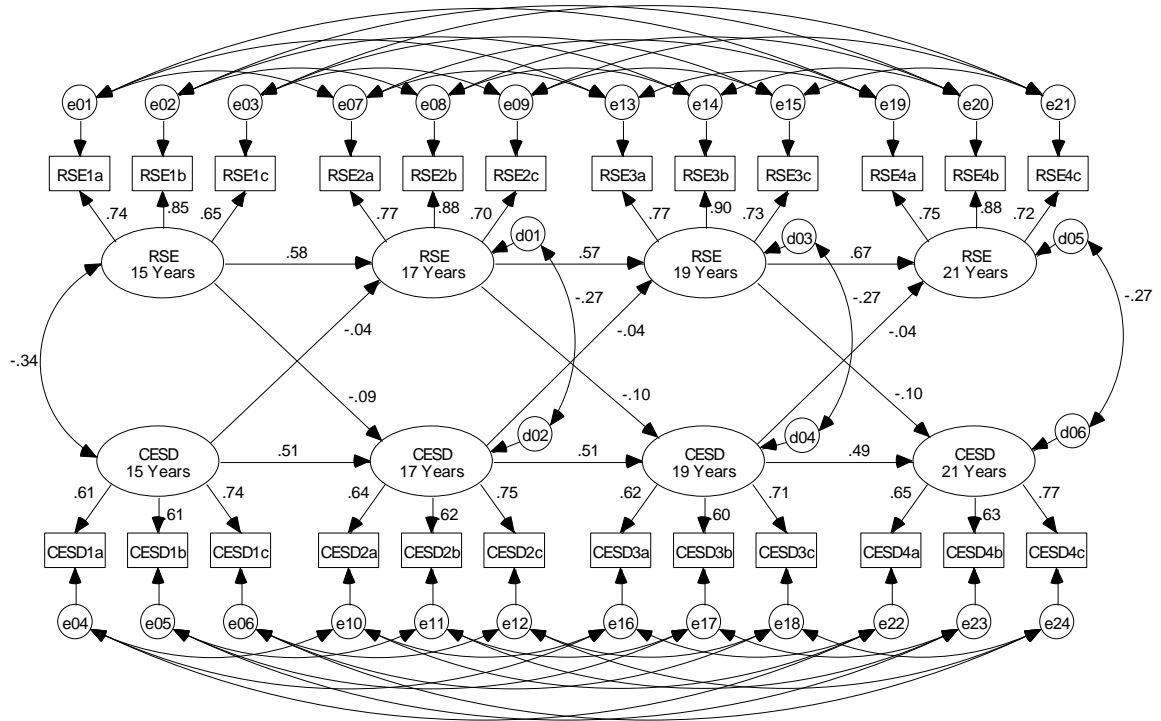 e01 e02 e03 e07 e08 e09 e13 e14 e15 e19 e20 e21
RSE1a RSE1b RSE1c RSE2a RSE2b RSE2c RSE3a RSE3b RSE3c RSE4a RSE4b RSE4c
.74 .85 .65 .77 .88 .70 .77 .90 .73 .75 .88 .72
d01 d03 d05
RSE
15 Years
.58
RSE
17 Years
.57
RSE
19 Years
.67
RSE
21 Years
-.27 -.27 -.27
-.34
-.04 -.04 -.04
-.09 -.10 -.10
d02 d04 d06
CESD
15 Years
.51
CESD
17 Years
.51
CESD
19 Years
.49
CESD
21 Years
.61 .61 .74 .64 .62 .75 .62 .60 .71 .65 .63 .77
CESD1a CESD1b CESD1c CESD2a CESD2b CESD2c CESD3a CESD3b CESD3c CESD4a CESD4b CESD4c
e04 e05 e06 e10 e11 e12 e16 e17 e18 e22 e23 e24